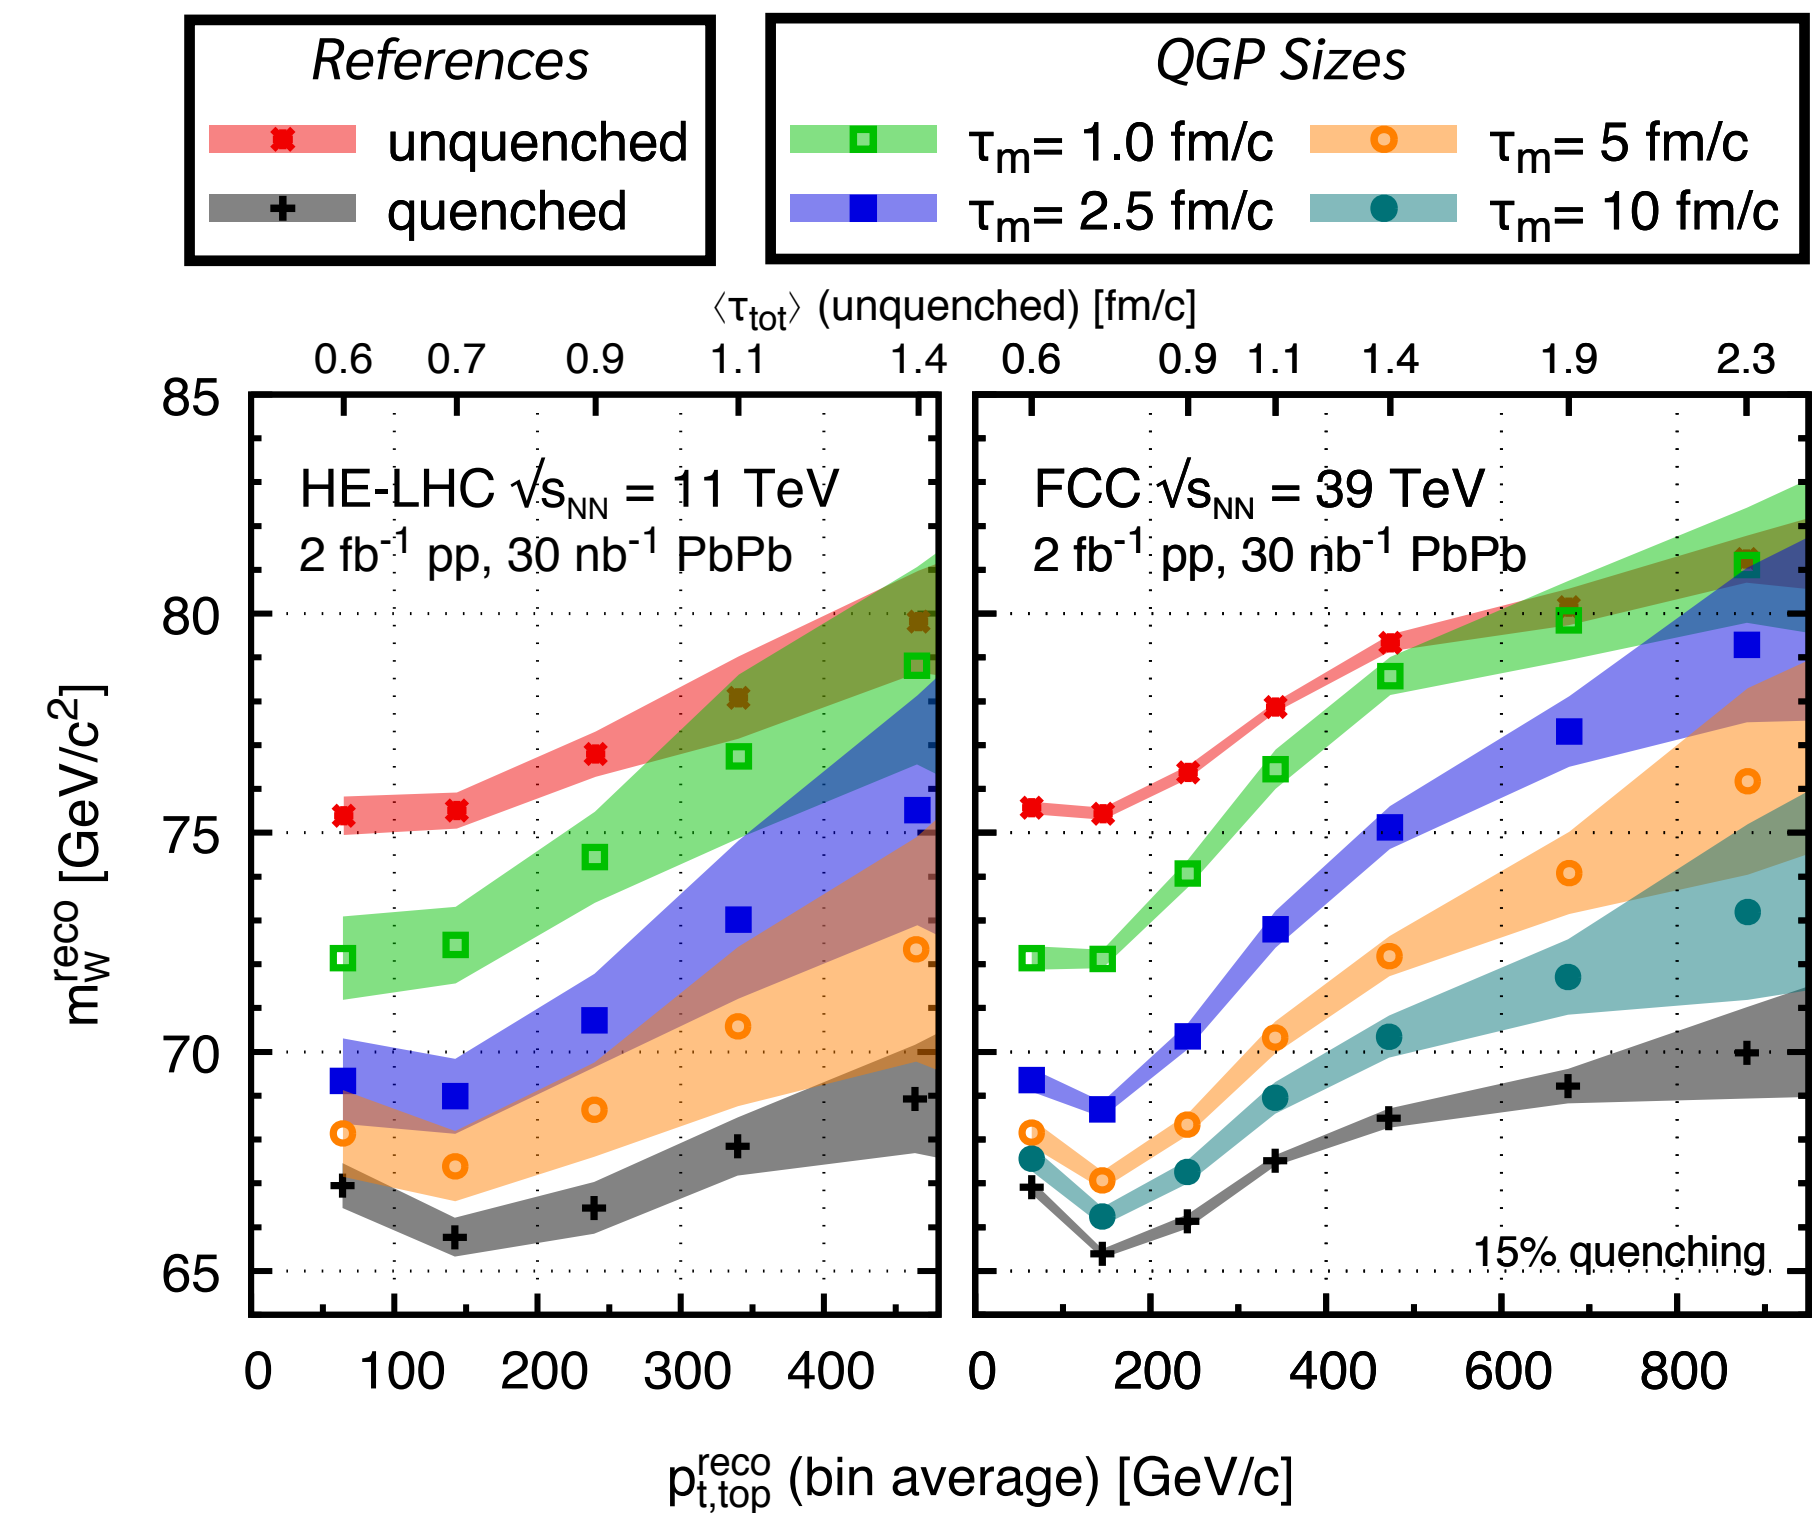 References
unquenched
quenched
QGP Sizes
τm= 1.0 fm/c
τm= 5 fm/c
τm= 2.5 fm/c
τm= 10 fm/c
⟨τtot⟩ (unquenched) [fm/c]
0.6 0.7 0.9 1.1 1.4
0.6 0.9 1.1 1.4 1.9 2.3
85
80
75
70
65
mWreco [GeV/c2]
HE-LHC √sNN = 11 TeV
2 fb-1 pp, 30 nb-1 PbPb
FCC √sNN = 39 TeV
2 fb-1 pp, 30 nb-1 PbPb
15% quenching
0 100 200 300 400
0 200 400 600 800
pt,topreco (bin average) [GeV/c]